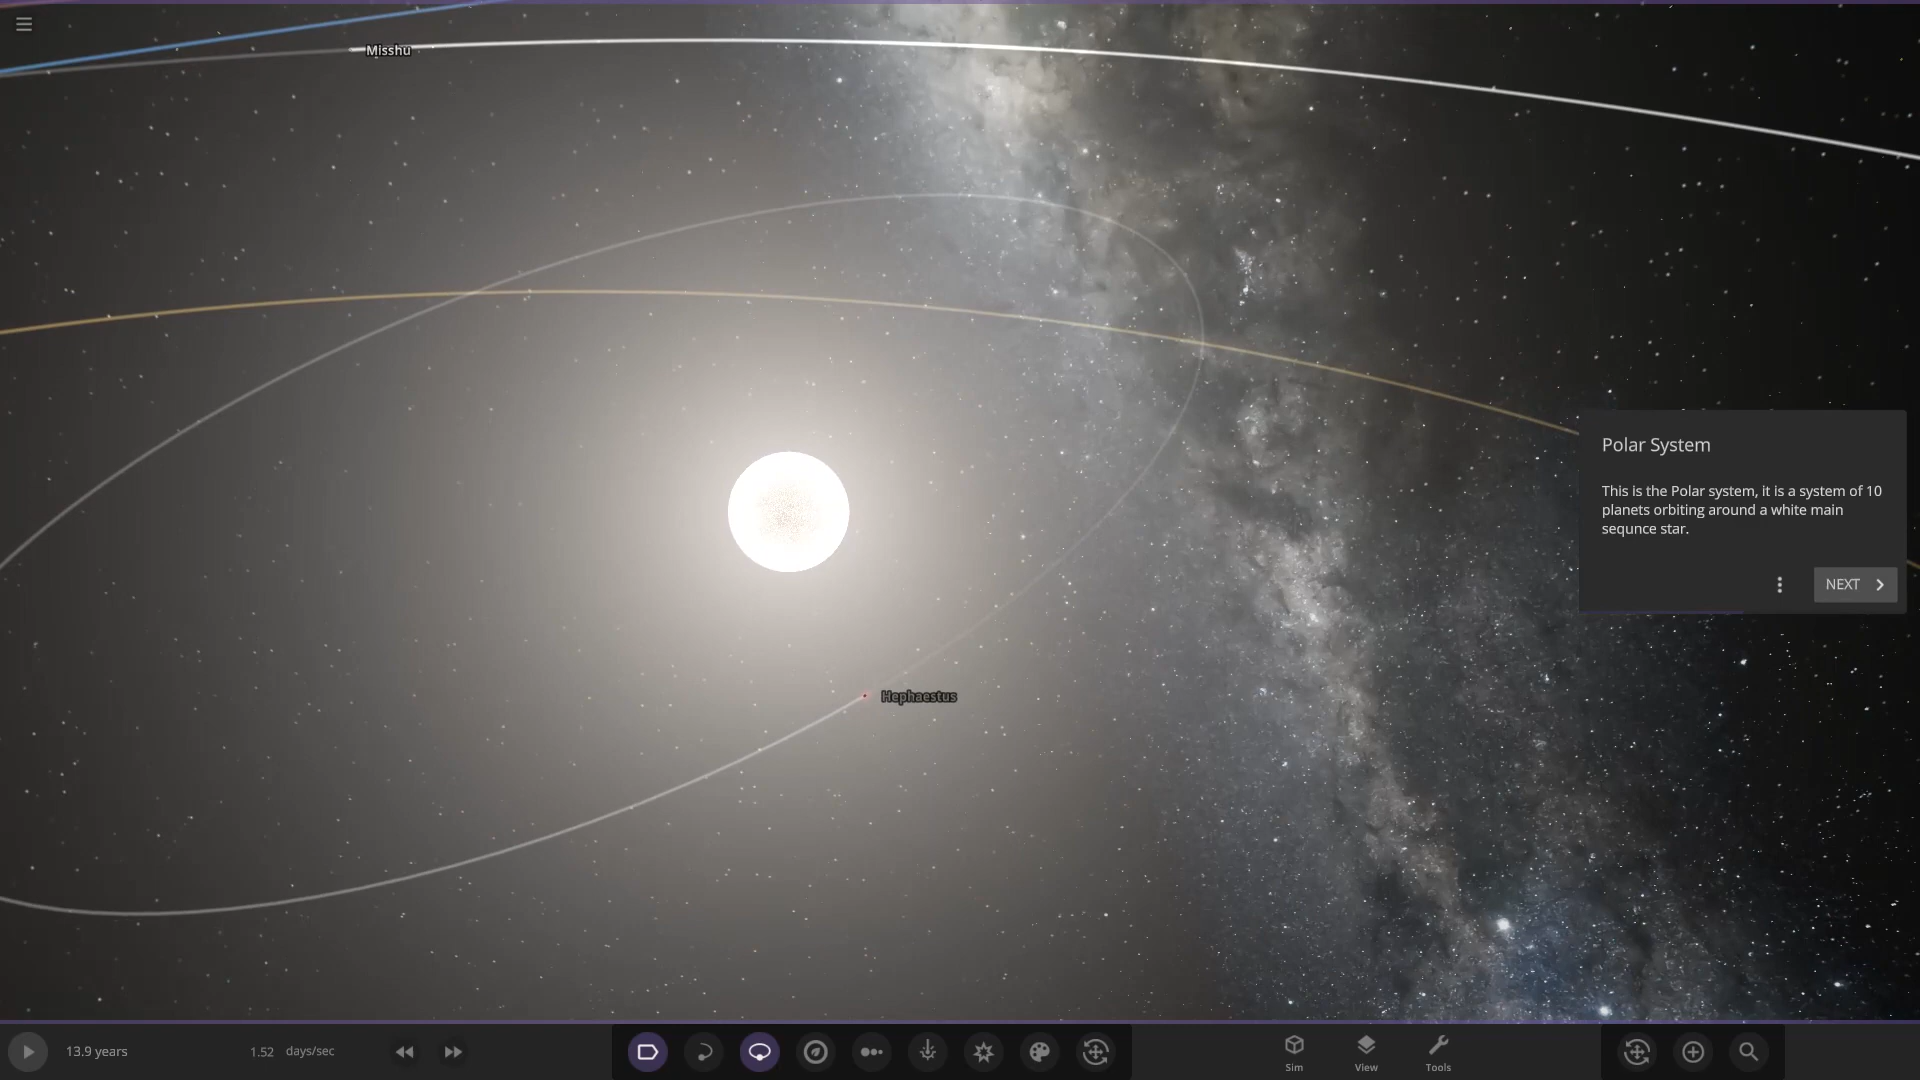 Misshu
Polar System
This is the Polar system, it is a system of 10
planets orbiting around a white main
sequnce star.
NEXT
Hephaestus
13.9 years
1.52 days/sec
Sim
View
Tools